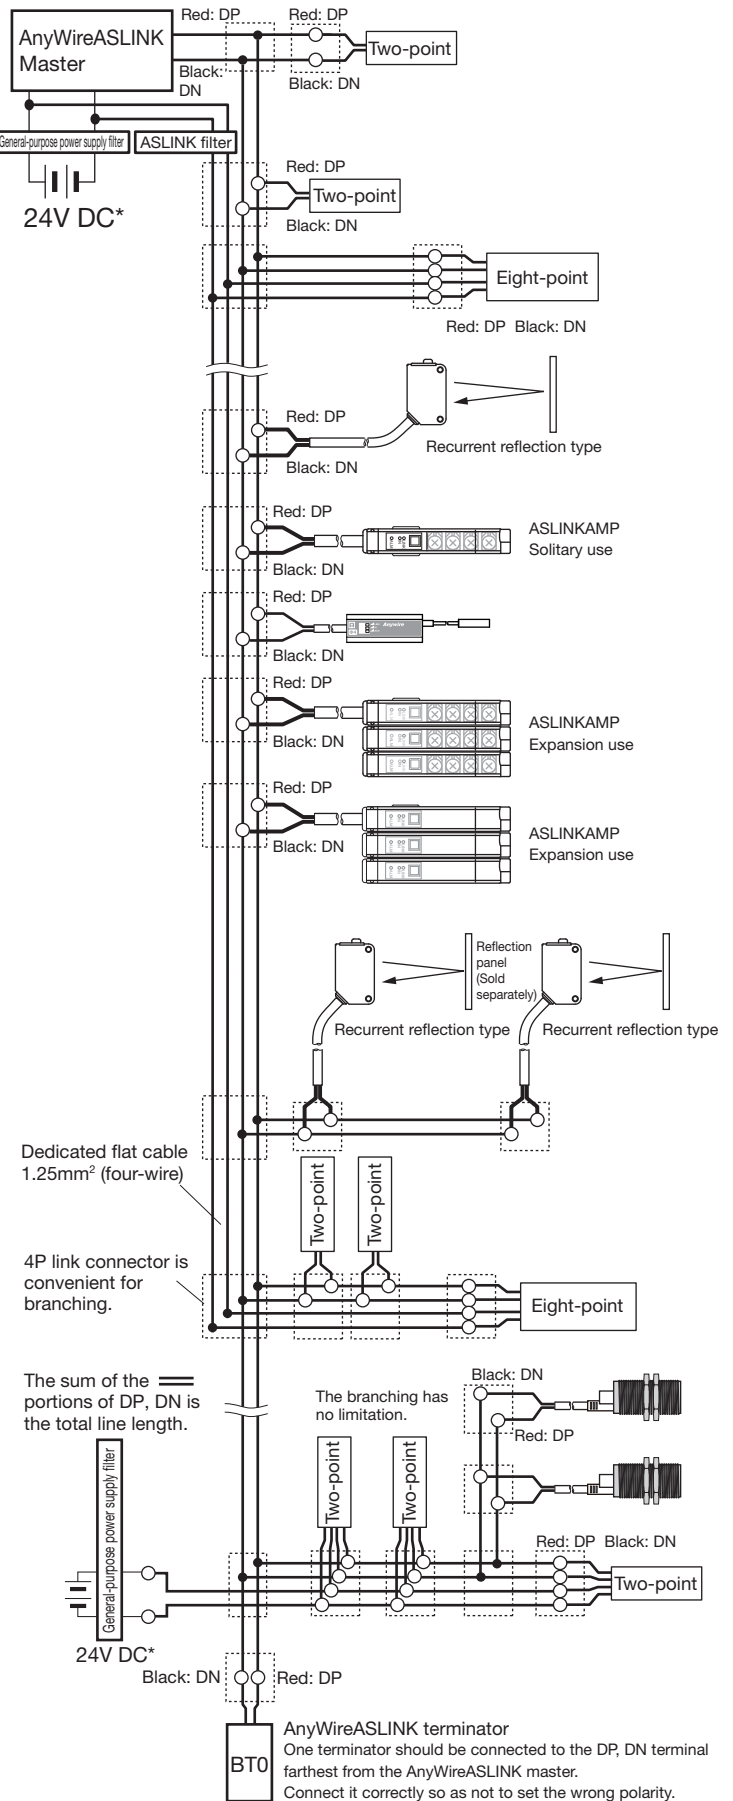 Red: DP
Red: DP
AnyWireASLINK
Master
Two-point
Black:
DN
Black: DN
General-purpose power supply filter
ASLINK filter
24V DC*
Red: DP
Two-point
Black: DN
Eight-point
Red: DP Black: DN
Red: DP
Recurrent reflection type
Black: DN
Red: DP
ASLINKAMP
Solitary use
Black: DN
Red: DP
Anywire
Black: DN
Red: DP
ASLINKAMP
Expansion use
Black: DN
Red: DP
ASLINKAMP
Expansion use
Black: DN
Reflection
panel
(Sold
separately)
Recurrent reflection type
Recurrent reflection type
Dedicated flat cable
1.25mm² (four-wire)
Two-point
Two-point
4P link connector is
convenient for
branching.
Eight-point
The sum of the
portions of DP, DN is
the total line length.
The branching has
no limitation.
Black: DN
Red: DP
General-purpose power supply filter
Two-point
Two-point
Red: DP Black: DN
Two-point
24V DC*
Black: DN
Red: DP
BT0
AnyWireASLINK terminator
One terminator should be connected to the DP, DN terminal
farthest from the AnyWireASLINK master.
Connect it correctly so as not to set the wrong polarity.